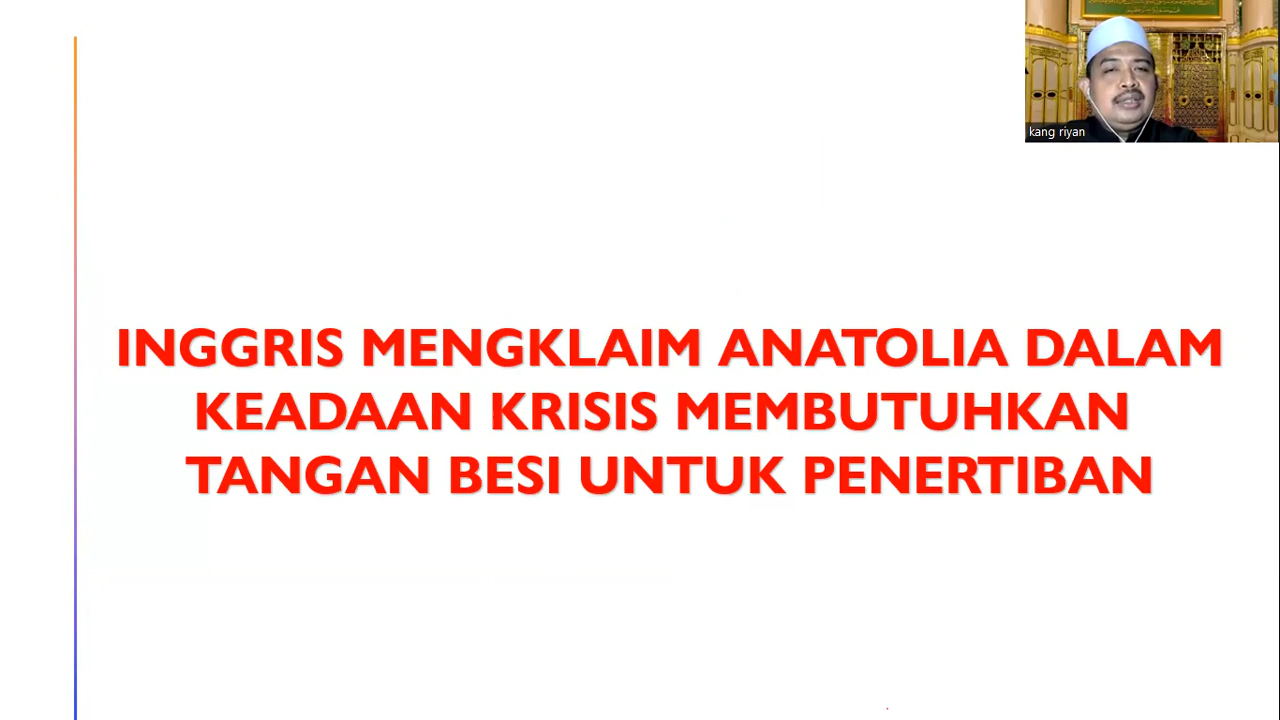 kang riyan
INGGRIS MENGKLAIM ANATOLIA DALAM
KEADAAN KRISIS MEMBUTUHKAN
TANGAN BESI UNTUK PENERTIBAN